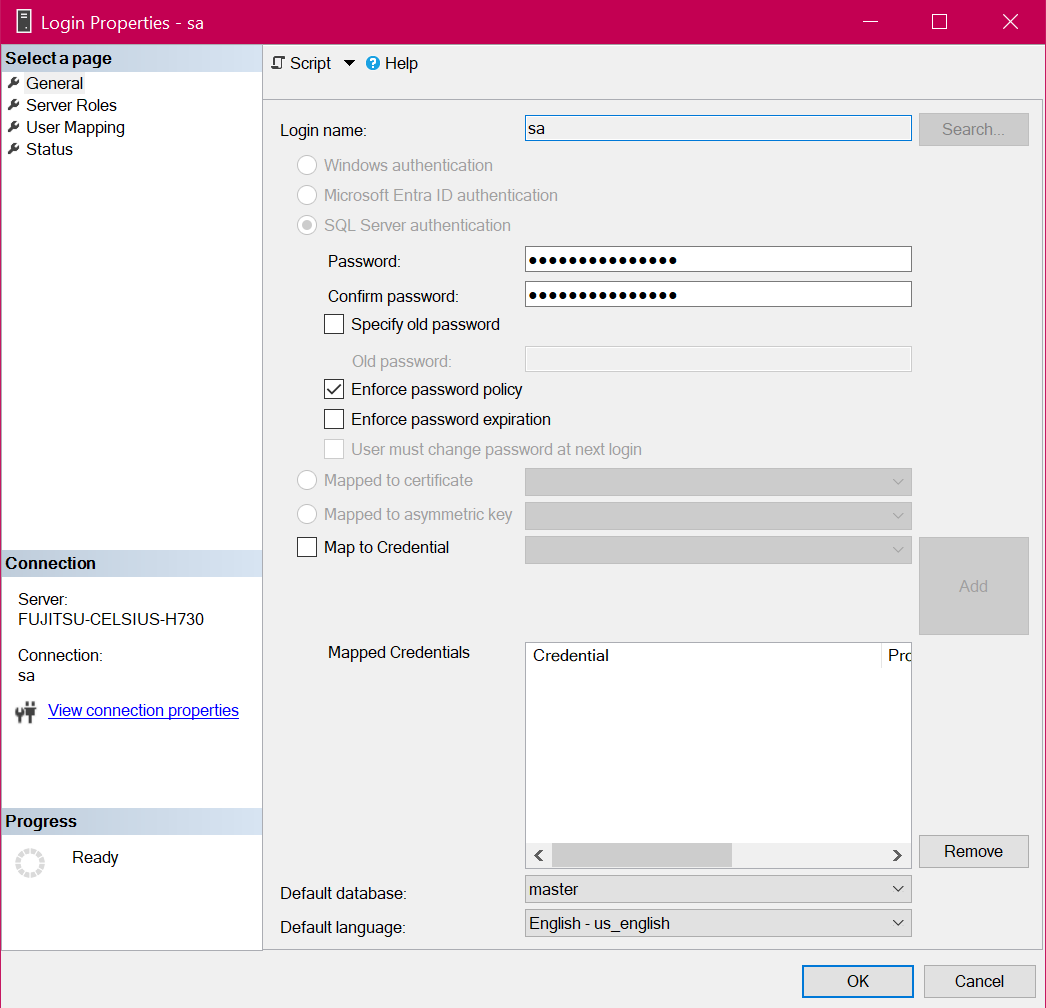 Login Properties - sa
Select a page
General
Server Roles
User Mapping
Status
Script
Help
Login name:
sa
Search...
Windows authentication
Microsoft Entra ID authentication
SQL Server authentication
Password:
●●●●●●●●●●●●●●●
Confirm password:
●●●●●●●●●●●●●●●
Specify old password
Old password:
Enforce password policy
Enforce password expiration
User must change password at next login
Mapped to certificate
Mapped to asymmetric key
Map to Credential
Add
Mapped Credentials
Credential
Pro
Remove
Default database:
master
Default language:
English - us_english
Connection
Server:
FUJITSU-CELSIUS-H730
Connection:
sa
View connection properties
Progress
Ready
OK
Cancel